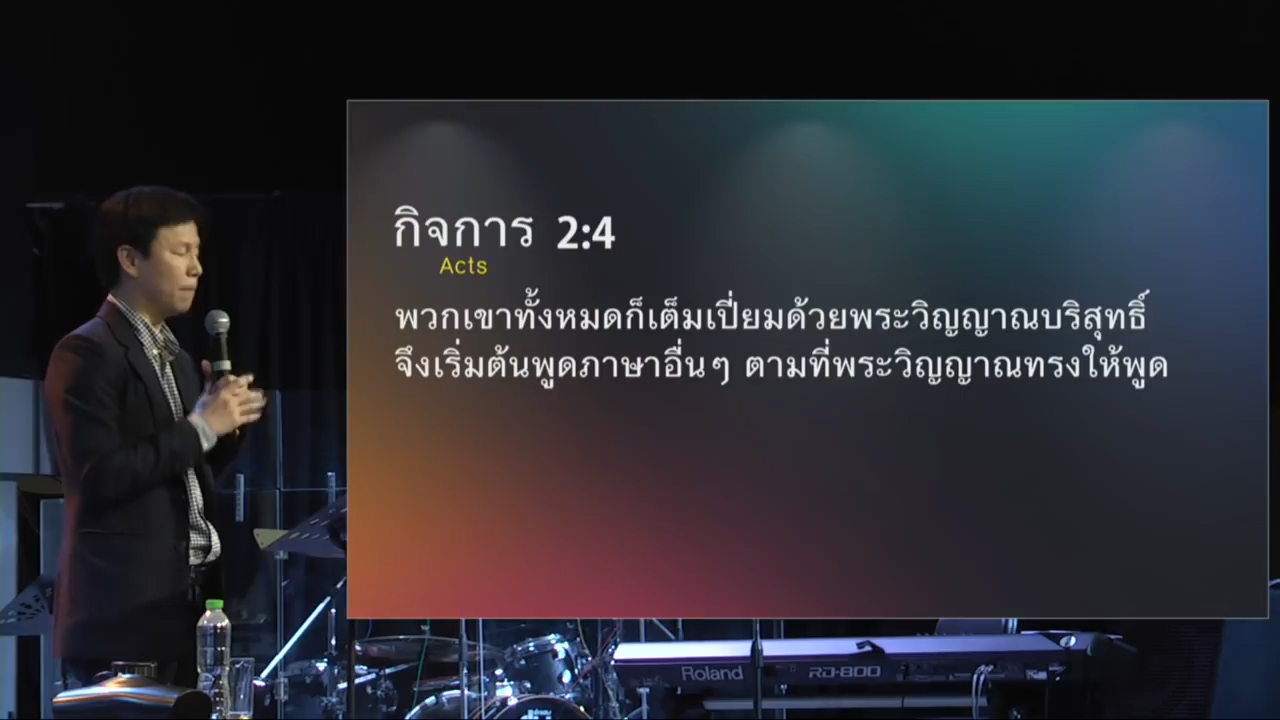 กิจการ 2:4
Acts
พวกเขาทั้งหมดก็เต็มเปี่ยมด้วยพระวิญญาณบริสุทธิ์
จึงเริ่มต้นพูดภาษาอื่นๆ ตามที่พระวิญญาณทรงให้พูด
Roland RD-800